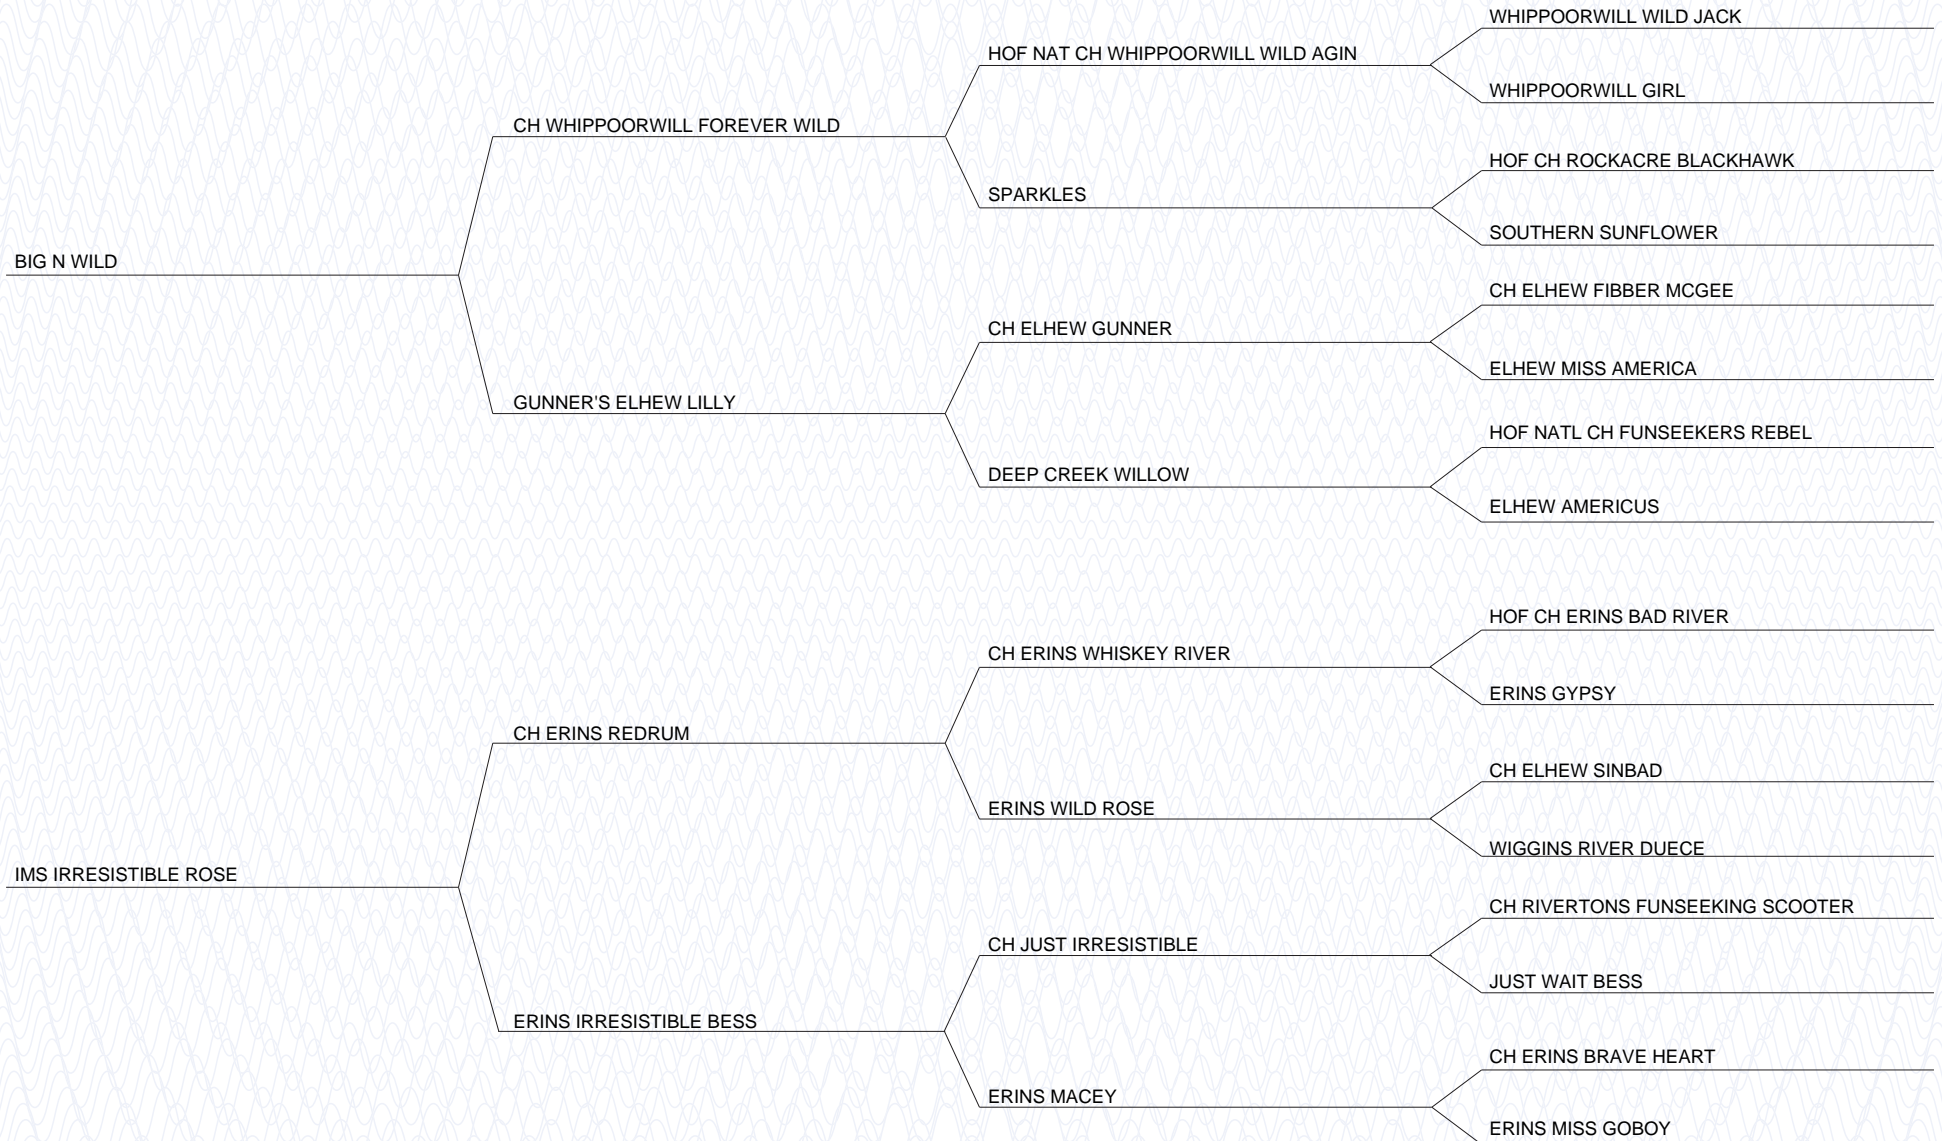 WHIPPOORWILL WILD JACK
HOF NAT CH WHIPPOORWILL WILD AGIN
WHIPPOORWILL GIRL
CH WHIPPOORWILL FOREVER WILD
HOF CH ROCKACRE BLACKHAWK
SPARKLES
SOUTHERN SUNFLOWER
BIG N WILD
CH ELHEW FIBBER MCGEE
CH ELHEW GUNNER
ELHEW MISS AMERICA
GUNNER'S ELHEW LILLY
HOF NATL CH FUNSEEKERS REBEL
DEEP CREEK WILLOW
ELHEW AMERICUS
HOF CH ERINS BAD RIVER
CH ERINS WHISKEY RIVER
ERINS GYPSY
CH ERINS REDRUM
CH ELHEW SINBAD
ERINS WILD ROSE
WIGGINS RIVER DUECE
IMS IRRESISTIBLE ROSE
CH RIVERTONS FUNSEEKING SCOOTER
CH JUST IRRESISTIBLE
JUST WAIT BESS
ERINS IRRESISTIBLE BESS
CH ERINS BRAVE HEART
ERINS MACEY
ERINS MISS GOBOY